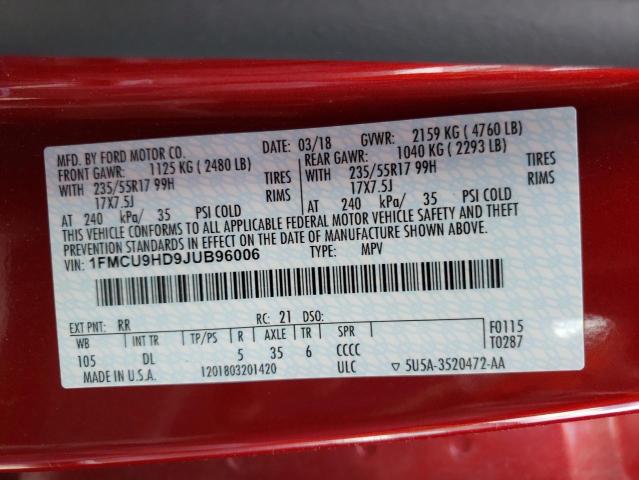 MFD. BY FORD MOTOR CO. DATE: 03/18 GVWR: 2159 KG ( 4760 LB)
FRONT GAWR: 1125 KG ( 2480 LB) REAR GAWR: 1040 KG ( 2293 LB)
WITH 235/55R17 99H TIRES WITH 235/55R17 99H TIRES
17X7.5J RIMS 17X7.5J RIMS
AT 240 kPa/ 35 PSI COLD AT 240 kPa/ 35 PSI COLD
THIS VEHICLE CONFORMS TO ALL APPLICABLE FEDERAL MOTOR VEHICLE SAFETY AND THEFT
PREVENTION STANDARDS IN EFFECT ON THE DATE OF MANUFACTURE SHOWN ABOVE.
VIN: 1FMCU9HD9JUB96006 TYPE: MPV
EXT PNT: RR RC: 21 DSO: F0115
WB INT TR TP/PS R AXLE TR SPR T0287
105 DL 5 35 6 CCCC
MADE IN U.S.A. 1201803201420 ULC ▽ 5U5A-3520472-AA